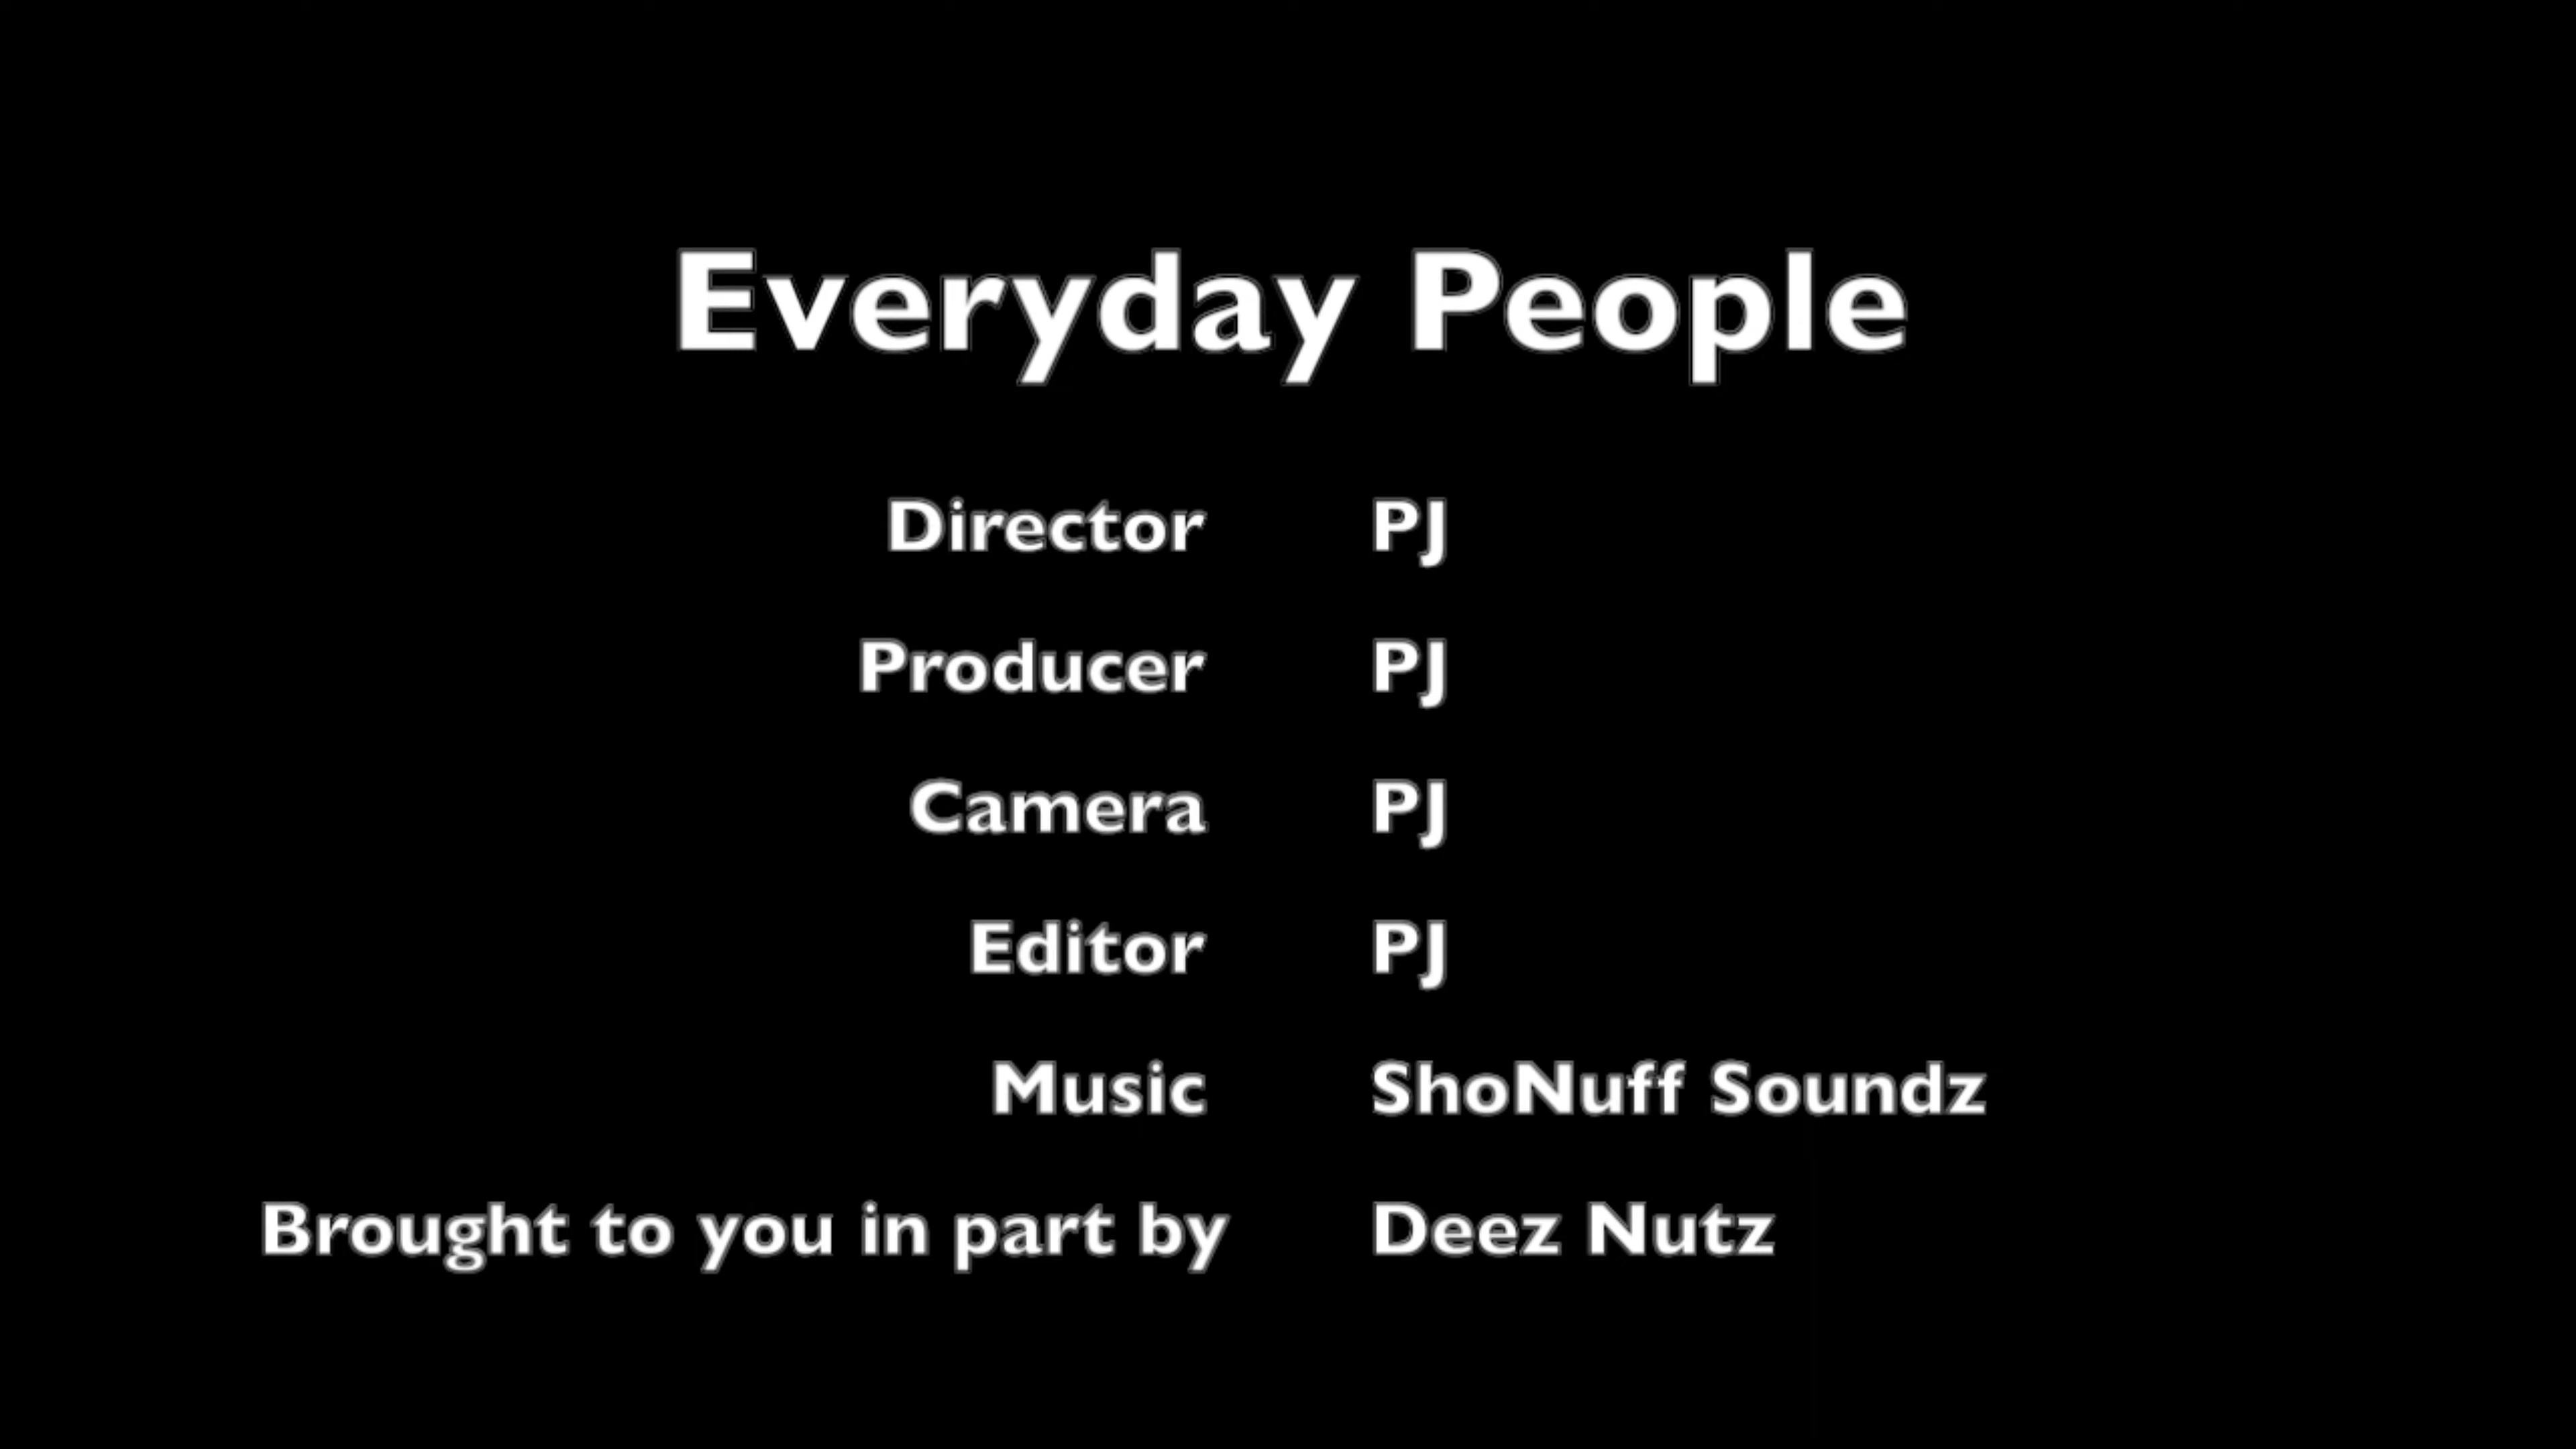 Everyday People
Director PJ
Producer PJ
Camera PJ
Editor PJ
Music ShoNuff Soundz
Brought to you in part by Deez Nutz